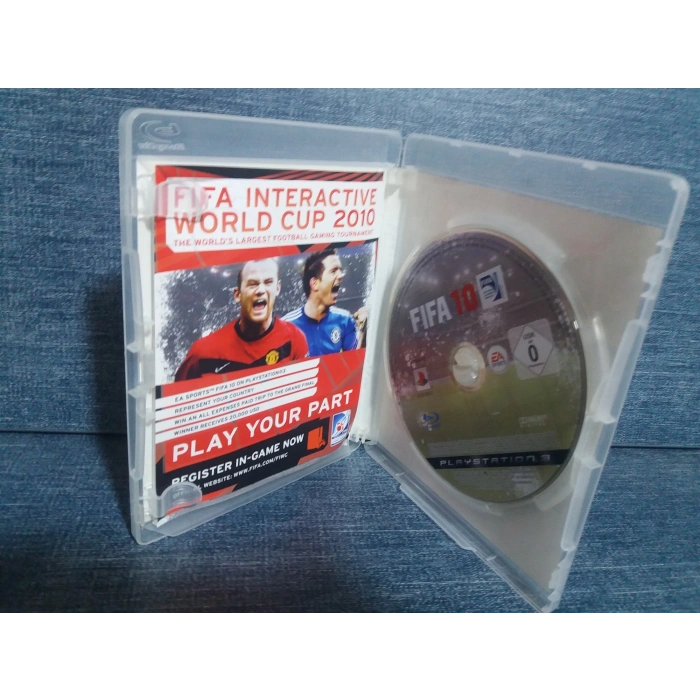 FIFA INTERACTIVE
WORLD CUP 2010
THE WORLD'S LARGEST FOOTBALL GAMING TOURNAMENT
EA SPORTS™ FIFA 10 ON PLAYSTATION®3
REPRESENT YOUR COUNTRY
WIN AN ALL EXPENSES PAID TRIP TO THE GRAND FINAL
WINNER RECEIVES 20,000 USD
PLAY YOUR PART
REGISTER IN-GAME NOW
WEBSITE: WWW.FIFA.COM/FIWC
FIFA 10
EA
0
PLAYSTATION 3